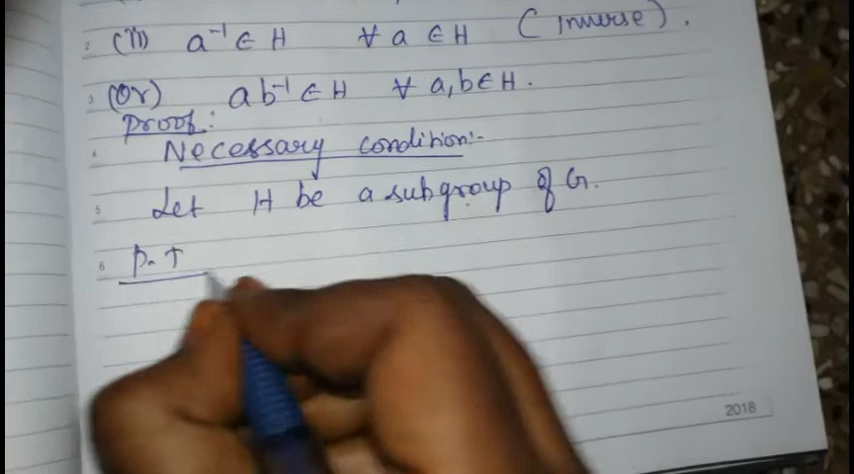 2 (ii) a⁻¹ ∈ H ∀ a ∈ H (Inverse).
3 (Or) ab⁻¹ ∈ H ∀ a, b ∈ H.
Proof:
4 Necessary condition:-
5 Let H be a subgroup of G.
6 P. T
2018